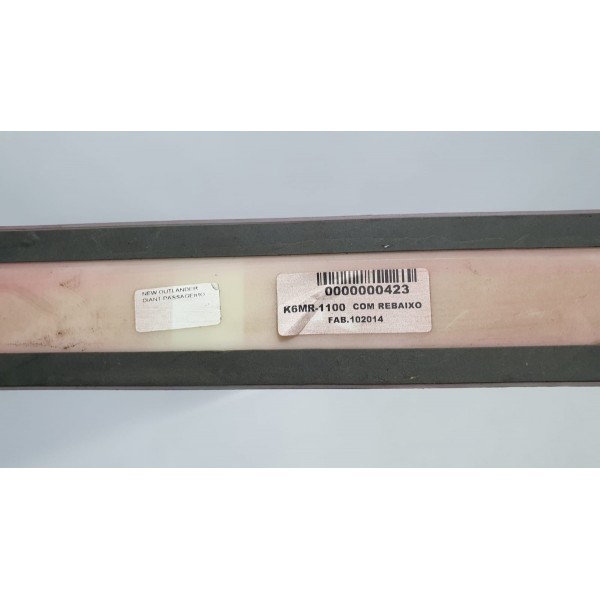 NEW OUTLANDER
DIANT.PASSAGEIRO
0000000423
K6MR-1100 COM REBAIXO
FAB.102014